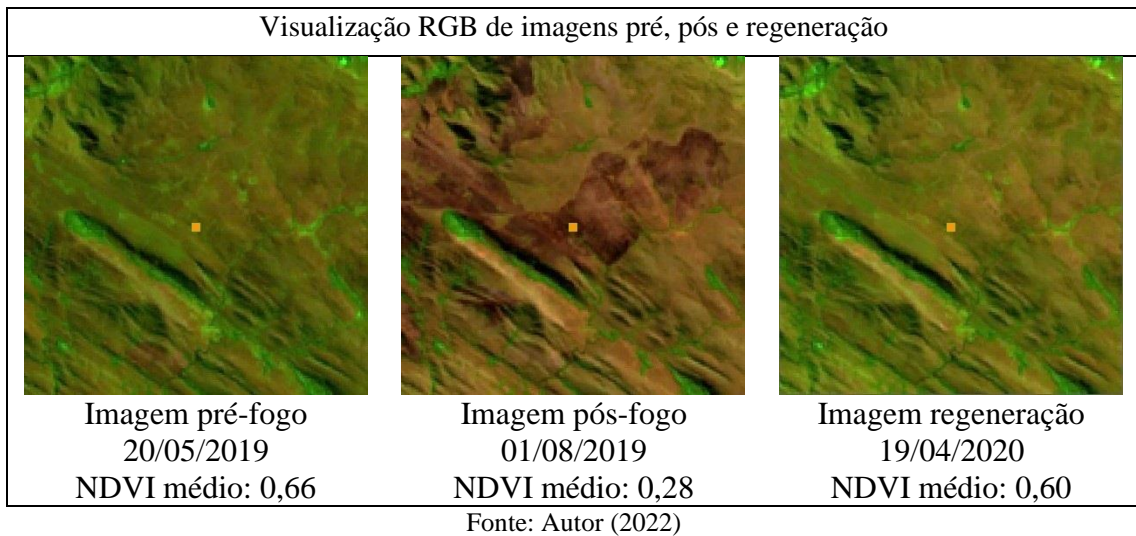 Visualização RGB de imagens pré, pós e regeneração
Imagem pré-fogo
20/05/2019
NDVI médio: 0,66
Imagem pós-fogo
01/08/2019
NDVI médio: 0,28
Imagem regeneração
19/04/2020
NDVI médio: 0,60
Fonte: Autor (2022)